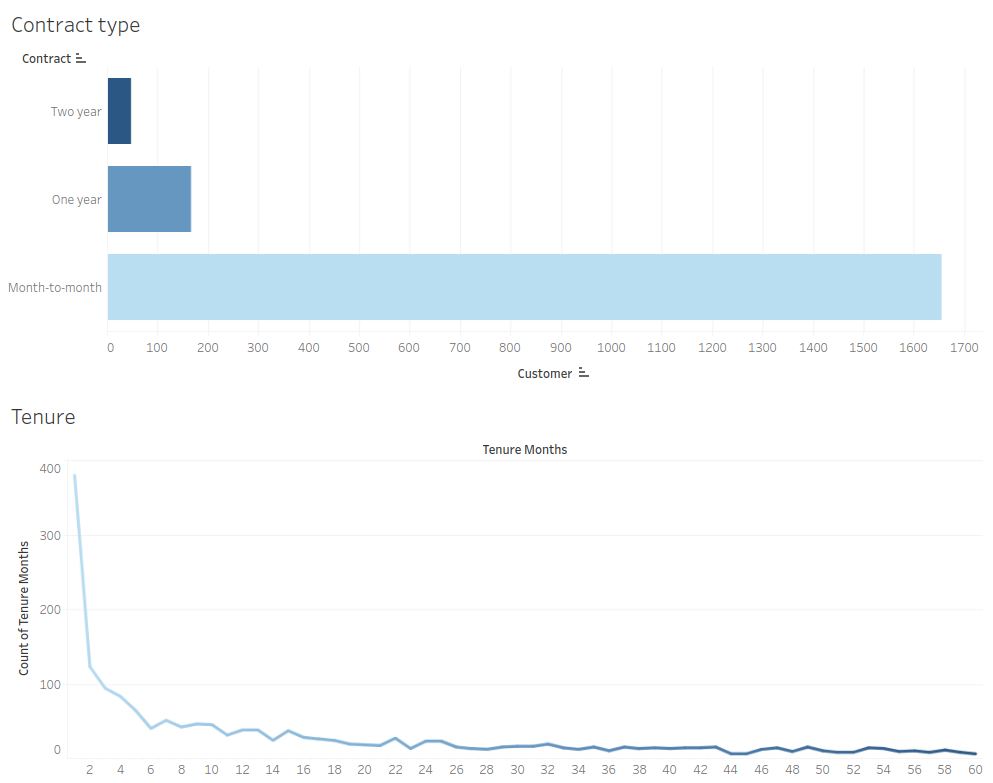 Contract type
Contract
Two year
One year
Month-to-month
0 100 200 300 400 500 600 700 800 900 1000 1100 1200 1300 1400 1500 1600 1700
Customer
Tenure
Tenure Months
400
300
200
100
0
Count of Tenure Months
2 4 6 8 10 12 14 16 18 20 22 24 26 28 30 32 34 36 38 40 42 44 46 48 50 52 54 56 58 60